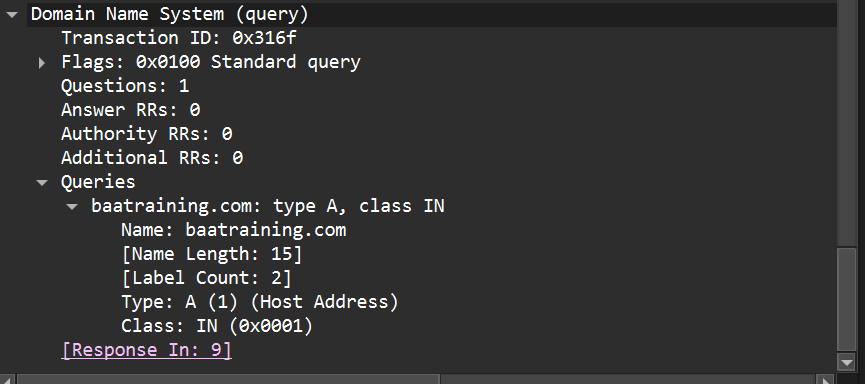 Domain Name System (query)
Transaction ID: 0x316f
Flags: 0x0100 Standard query
Questions: 1
Answer RRs: 0
Authority RRs: 0
Additional RRs: 0
Queries
baatraining.com: type A, class IN
Name: baatraining.com
[Name Length: 15]
[Label Count: 2]
Type: A (1) (Host Address)
Class: IN (0x0001)
[Response In: 9]